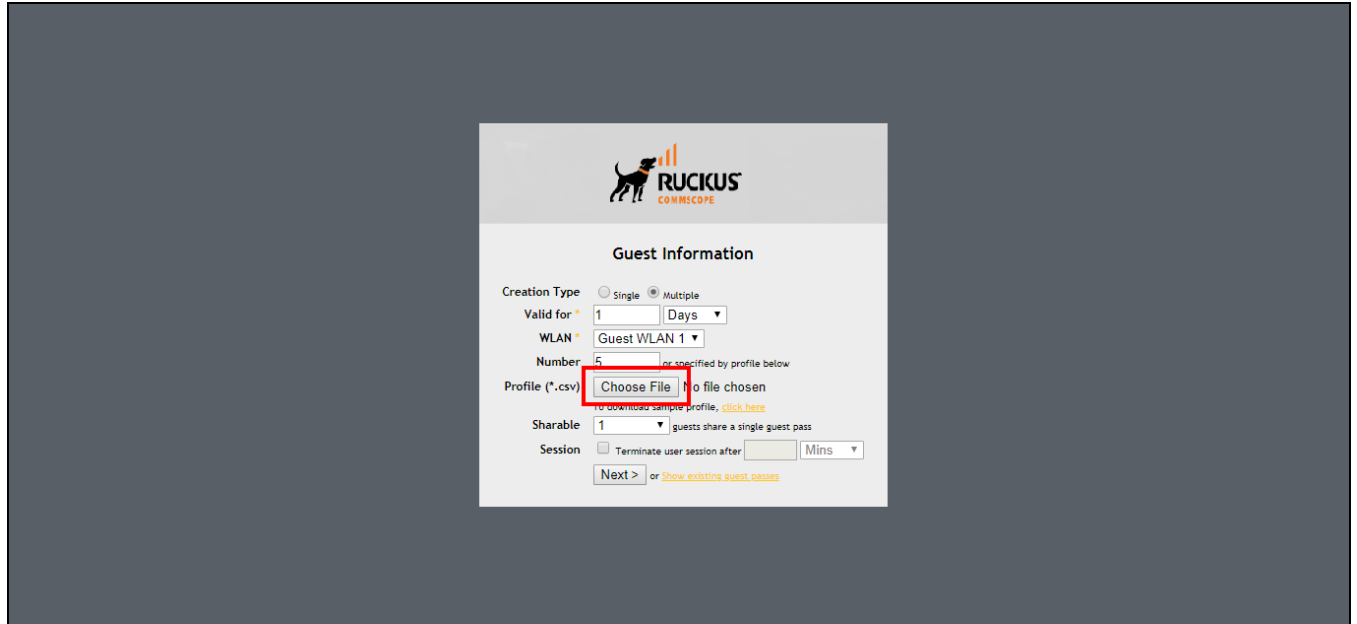 RUCKUS
COMMSCOPE
Guest Information
Creation Type Single Multiple
Valid for * 1 Days
WLAN * Guest WLAN 1
Number 5 or specified by profile below
Profile (*.csv) Choose File No file chosen
To download sample profile, click here
Sharable 1 guests share a single guest pass
Session Terminate user session after Mins
Next > or Show existing guest passes